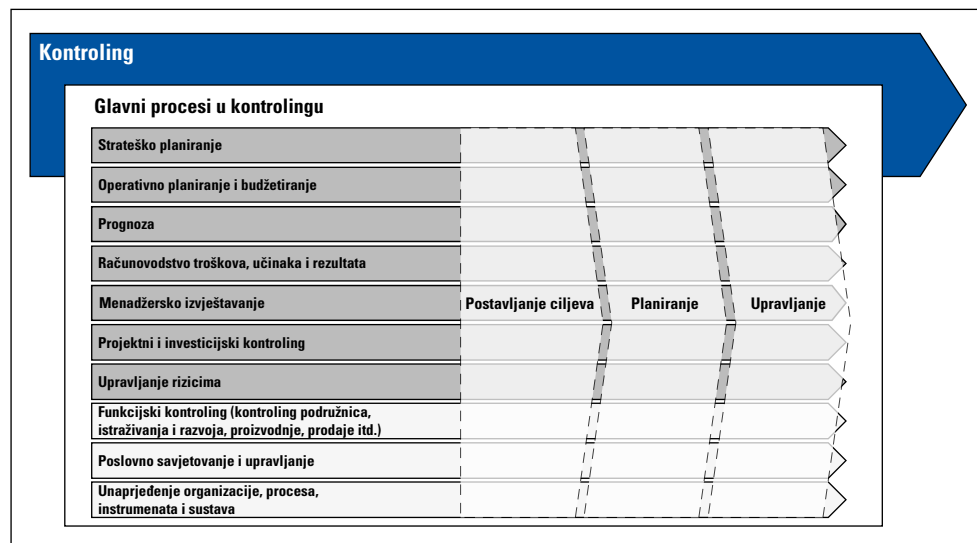 Kontroling
Glavni procesi u kontrolingu
Strateško planiranje
Operativno planiranje i budžetiranje
Prognoza
Računovodstvo troškova, učinaka i rezultata
Menadžersko izvještavanje
Postavljanje ciljeva
Planiranje
Upravljanje
Projektni i investicijski kontroling
Upravljanje rizicima
Funkcijski kontroling (kontroling podružnica,
istraživanja i razvoja, proizvodnje, prodaje itd.)
Poslovno savjetovanje i upravljanje
Unaprjeđenje organizacije, procesa,
instrumenata i sustava